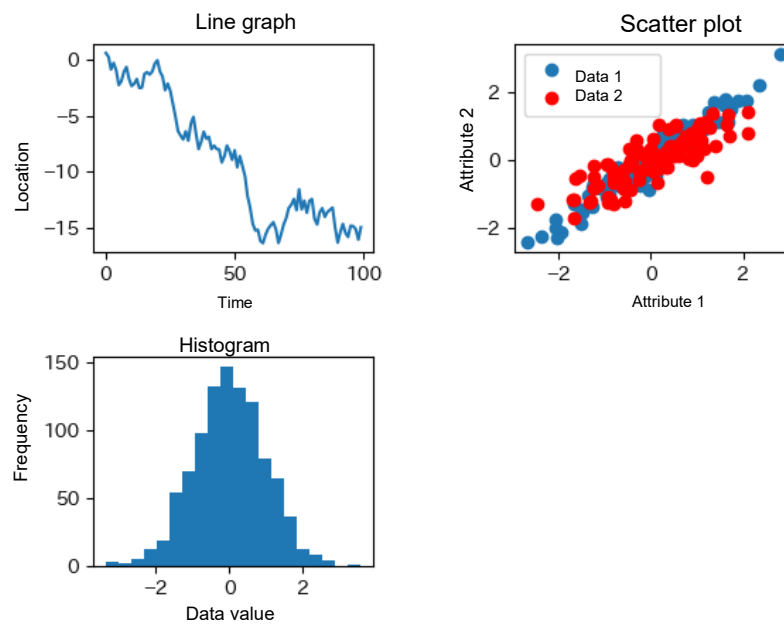 Line graph
Location
0
−5
−10
−15
0
50
100
Time
Scatter plot
Data 1
Data 2
Attribute 2
2
0
−2
−2
0
2
Attribute 1
Histogram
Frequency
150
100
50
0
−2
0
2
Data value